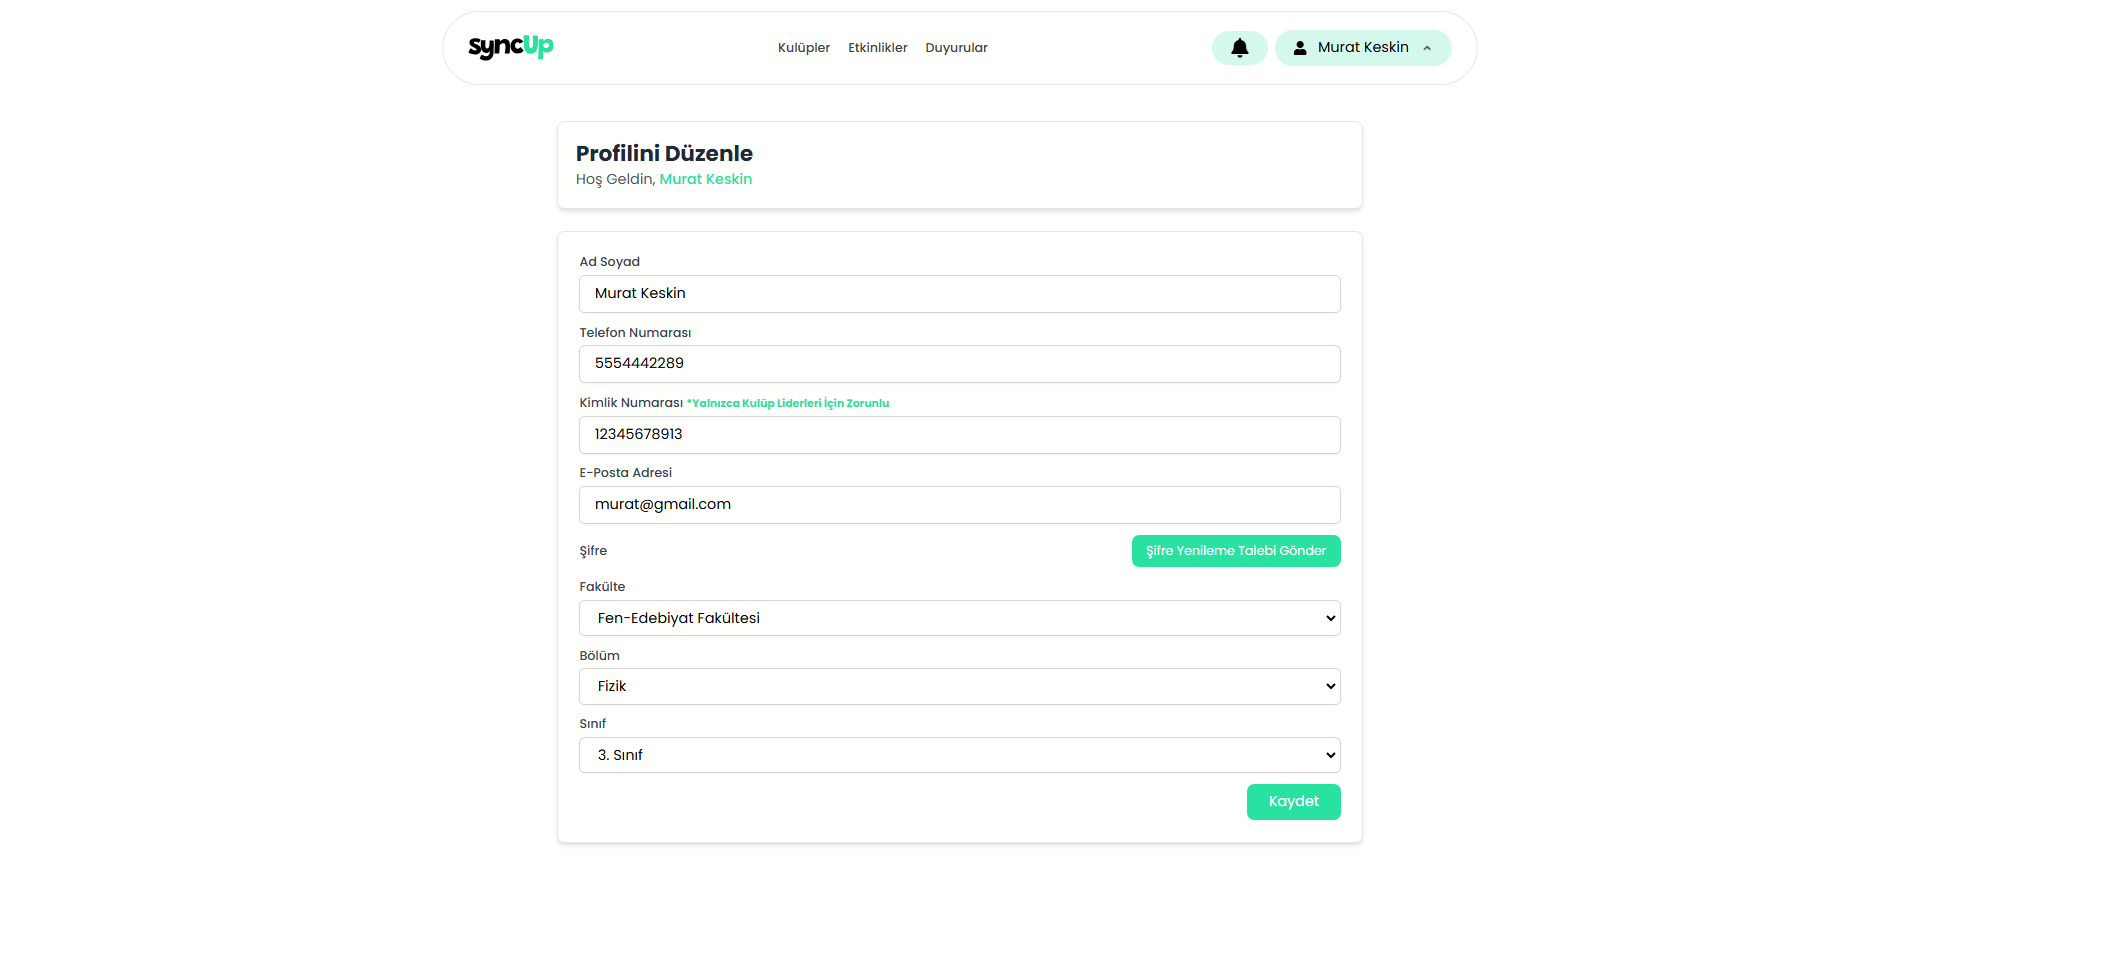 syncUp
Kulüpler Etkinlikler Duyurular
Murat Keskin
Profilini Düzenle
Hoş Geldin, Murat Keskin
Ad Soyad
Murat Keskin
Telefon Numarası
5554442289
Kimlik Numarası *Yalnızca Kulüp Liderleri İçin Zorunlu
12345678913
E-Posta Adresi
murat@gmail.com
Şifre
Şifre Yenileme Talebi Gönder
Fakülte
Fen-Edebiyat Fakültesi
Bölüm
Fizik
Sınıf
3. Sınıf
Kaydet